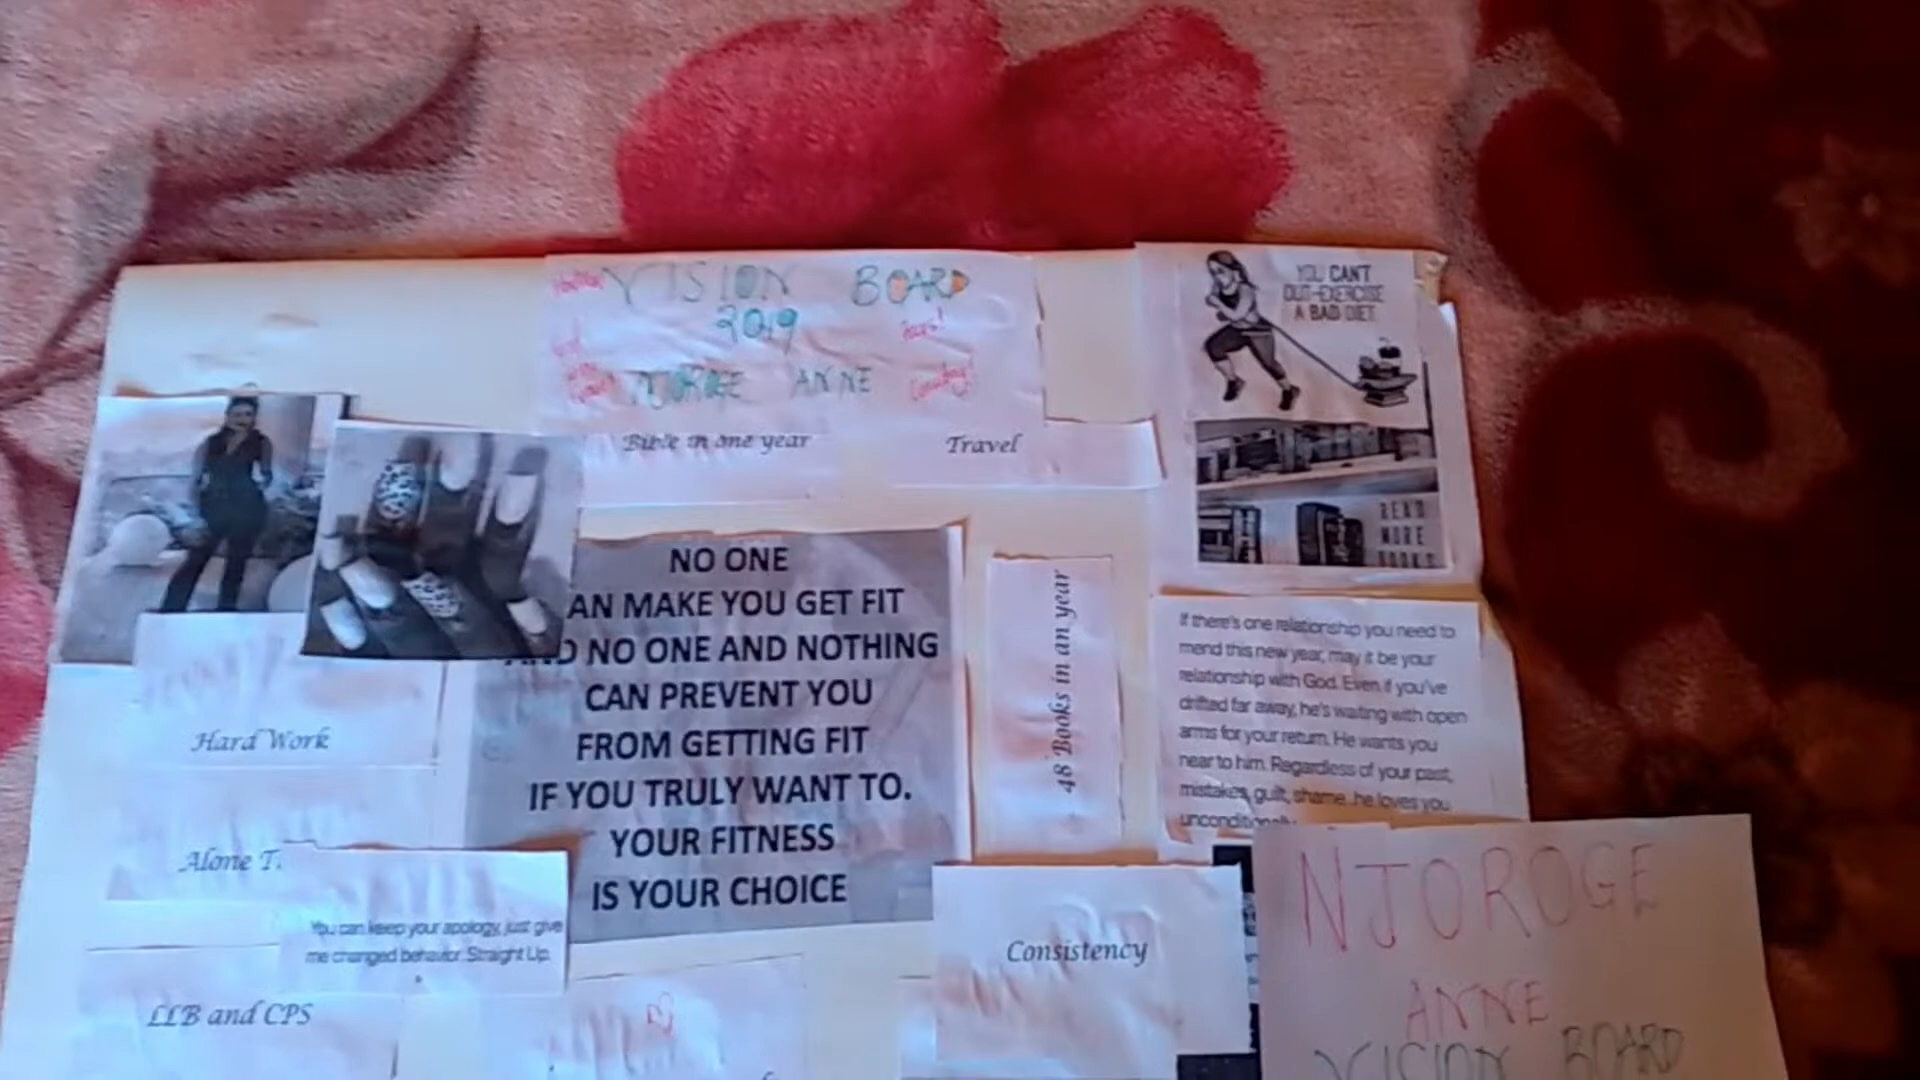 VISION BOARD
2019
NJOROGE ANNE
Bible in one year
Travel
YOU CAN'T
OUT-EXERCISE
A BAD DIET
READ
MORE
BOOKS
NO ONE
AN MAKE YOU GET FIT
ND NO ONE AND NOTHING
CAN PREVENT YOU
FROM GETTING FIT
IF YOU TRULY WANT TO.
YOUR FITNESS
IS YOUR CHOICE
48 Books in an year
If there's one relationship you need to
mend this new year, may it be your
relationship with God. Even if you've
drifted far away, he's waiting with open
arms for your return. He wants you
near to him. Regardless of your past,
mistakes, guilt, shame..he loves you
Hard Work
Alone T
You can keep your apology, just give
me changed behavior. Straight Up.
LLB and CPS
Consistency
NJOROGE
ANNE
VISION BOARD